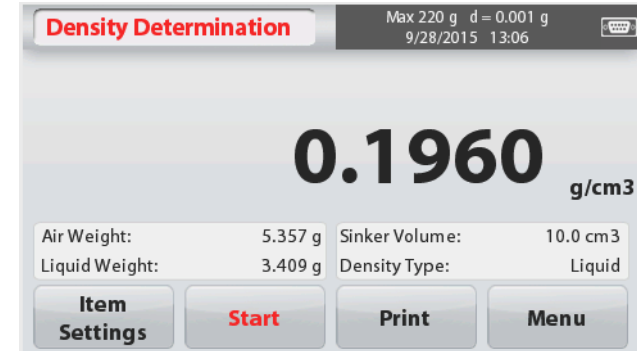 Density Determination
Max 220 g d = 0.001 g
9/28/2015 13:06
0.1960 g/cm3
Air Weight: 5.357 g Sinker Volume: 10.0 cm3
Liquid Weight: 3.409 g Density Type: Liquid
Item Settings Start Print Menu